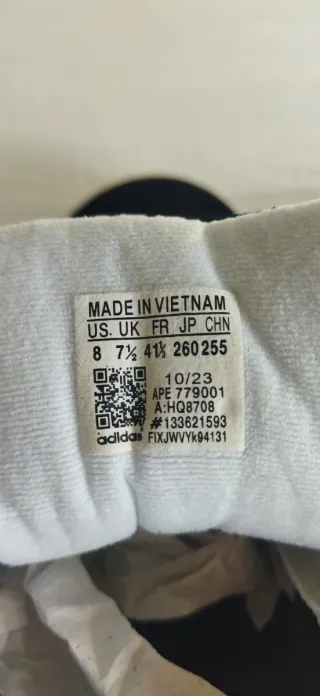 MADE IN VIETNAM
US. UK FR JP CHN
8 7½ 41⅓ 260 255
10/23
APE 779001
A:HQ8708
#133621593
adidas FIXJWVYk94131